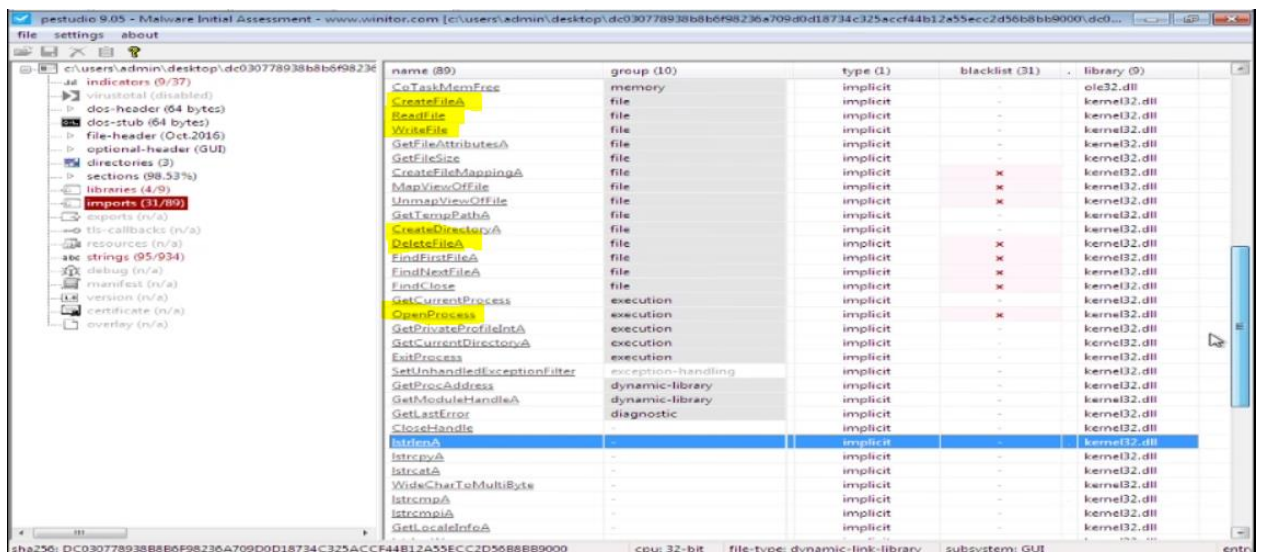 pestudio 9.05 - Malware Initial Assessment - www.winitor.com [c:\users\admin\desktop\dc030778938b8b6f98236a709d0d18734c325accf44b12a55ecc2d56b8bb9000\dc0...
file settings about
c:\users\admin\desktop\dc030778938b8b6f98236
indicators (9/37)
virustotal (disabled)
dos-header (64 bytes)
dos-stub (64 bytes)
file-header (Oct.2016)
optional-header (GUI)
directories (3)
sections (98.53%)
libraries (4/9)
imports (31/89)
exports (n/a)
tls-callbacks (n/a)
resources (n/a)
abc strings (95/934)
debug (n/a)
manifest (n/a)
version (n/a)
certificate (n/a)
overlay (n/a)
name (89) group (10) type (1) blacklist (31) . library (9)
CoTaskMemFree memory implicit - ole32.dll
CreateFileA file implicit - kernel32.dll
ReadFile file implicit - kernel32.dll
WriteFile file implicit - kernel32.dll
GetFileAttributesA file implicit - kernel32.dll
GetFileSize file implicit - kernel32.dll
CreateFileMappingA file implicit x kernel32.dll
MapViewOfFile file implicit x kernel32.dll
UnmapViewOfFile file implicit x kernel32.dll
GetTempPathA file implicit - kernel32.dll
CreateDirectoryA file implicit - kernel32.dll
DeleteFileA file implicit x kernel32.dll
FindFirstFileA file implicit x kernel32.dll
FindNextFileA file implicit x kernel32.dll
FindClose file implicit x kernel32.dll
GetCurrentProcess execution implicit - kernel32.dll
OpenProcess execution implicit x kernel32.dll
GetPrivateProfileIntA execution implicit - kernel32.dll
GetCurrentDirectoryA execution implicit - kernel32.dll
ExitProcess execution implicit - kernel32.dll
SetUnhandledExceptionFilter exception-handling implicit - kernel32.dll
GetProcAddress dynamic-library implicit - kernel32.dll
GetModuleHandleA dynamic-library implicit - kernel32.dll
GetLastError diagnostic implicit - kernel32.dll
CloseHandle - implicit - kernel32.dll
lstrlenA - implicit - kernel32.dll
lstrcpyA - implicit - kernel32.dll
lstrcatA - implicit - kernel32.dll
WideCharToMultiByte - implicit - kernel32.dll
lstrcmpA - implicit - kernel32.dll
lstrcmpiA - implicit - kernel32.dll
GetLocaleInfoA - implicit - kernel32.dll
sha256: DC030778938B8B6F98236A709D0D18734C325ACCF44B12A55ECC2D56B8BB9000 cpu: 32-bit file-type: dynamic-link-library subsystem: GUI entr